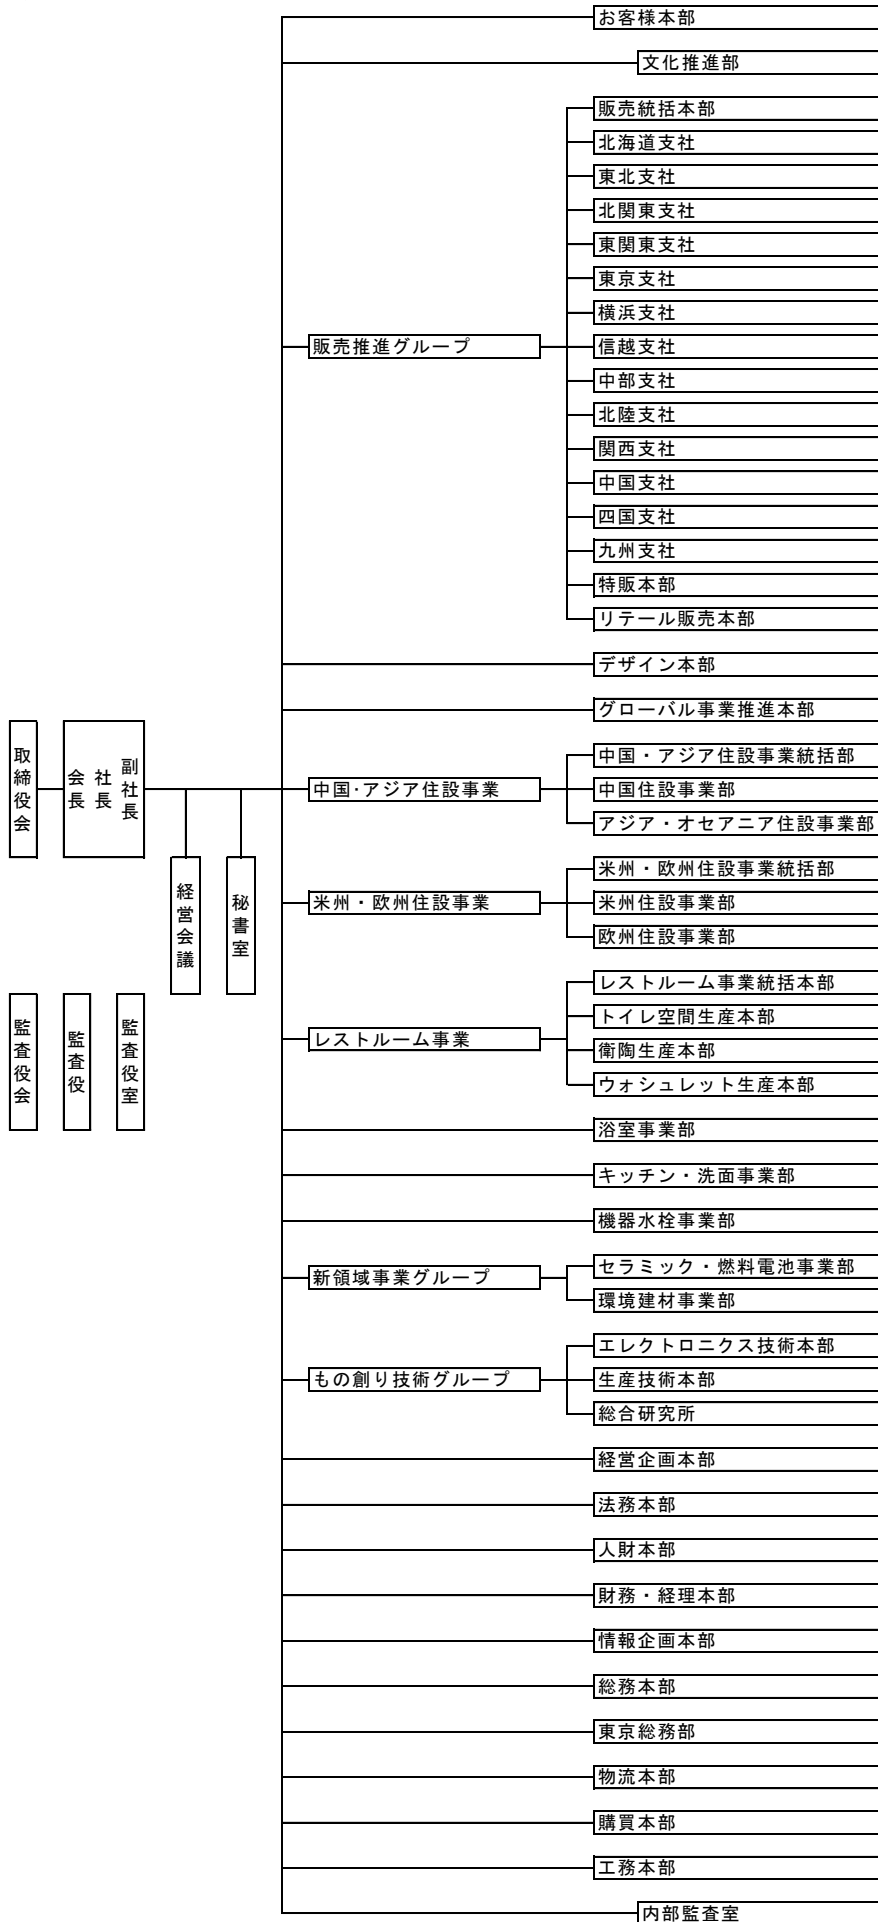 お客様本部
文化推進部
販売推進グループ
販売統括本部
北海道支社
東北支社
北関東支社
東関東支社
東京支社
横浜支社
信越支社
中部支社
北陸支社
関西支社
中国支社
四国支社
九州支社
特販本部
リテール販売本部
デザイン本部
グローバル事業推進本部
取締役会
会長
社長
副社長
経営会議
秘書室
監査役会
監査役
監査役室
中国・アジア住設事業
中国・アジア住設事業統括部
中国住設事業部
アジア・オセアニア住設事業部
米州・欧州住設事業
米州・欧州住設事業統括部
米州住設事業部
欧州住設事業部
レストルーム事業
レストルーム事業統括本部
トイレ空間生産本部
衛陶生産本部
ウォシュレット生産本部
浴室事業部
キッチン・洗面事業部
機器水栓事業部
新領域事業グループ
セラミック・燃料電池事業部
環境建材事業部
もの創り技術グループ
エレクトロニクス技術本部
生産技術本部
総合研究所
経営企画本部
法務本部
人財本部
財務・経理本部
情報企画本部
総務本部
東京総務部
物流本部
購買本部
工務本部
内部監査室